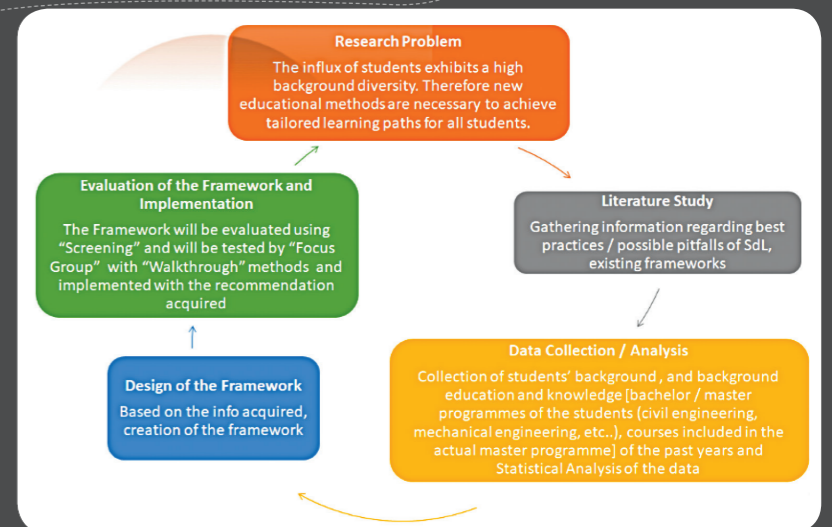 Research Problem
The influx of students exhibits a high
background diversity. Therefore new
educational methods are necessary to achieve
tailored learning paths for all students.
Literature Study
Gathering information regarding best
practices / possible pitfalls of SdL,
existing frameworks
Data Collection / Analysis
Collection of students' background , and background
education and knowledge [bachelor / master
programmes of the students (civil engineering,
mechanical engineering, etc..), courses included in the
actual master programme] of the past years and
Statistical Analysis of the data
Design of the Framework
Based on the info acquired,
creation of the framework
Evaluation of the Framework and
Implementation
The Framework will be evaluated using
“Screening” and will be tested by “Focus
Group” with “Walkthrough” methods and
implemented with the recommendation
acquired